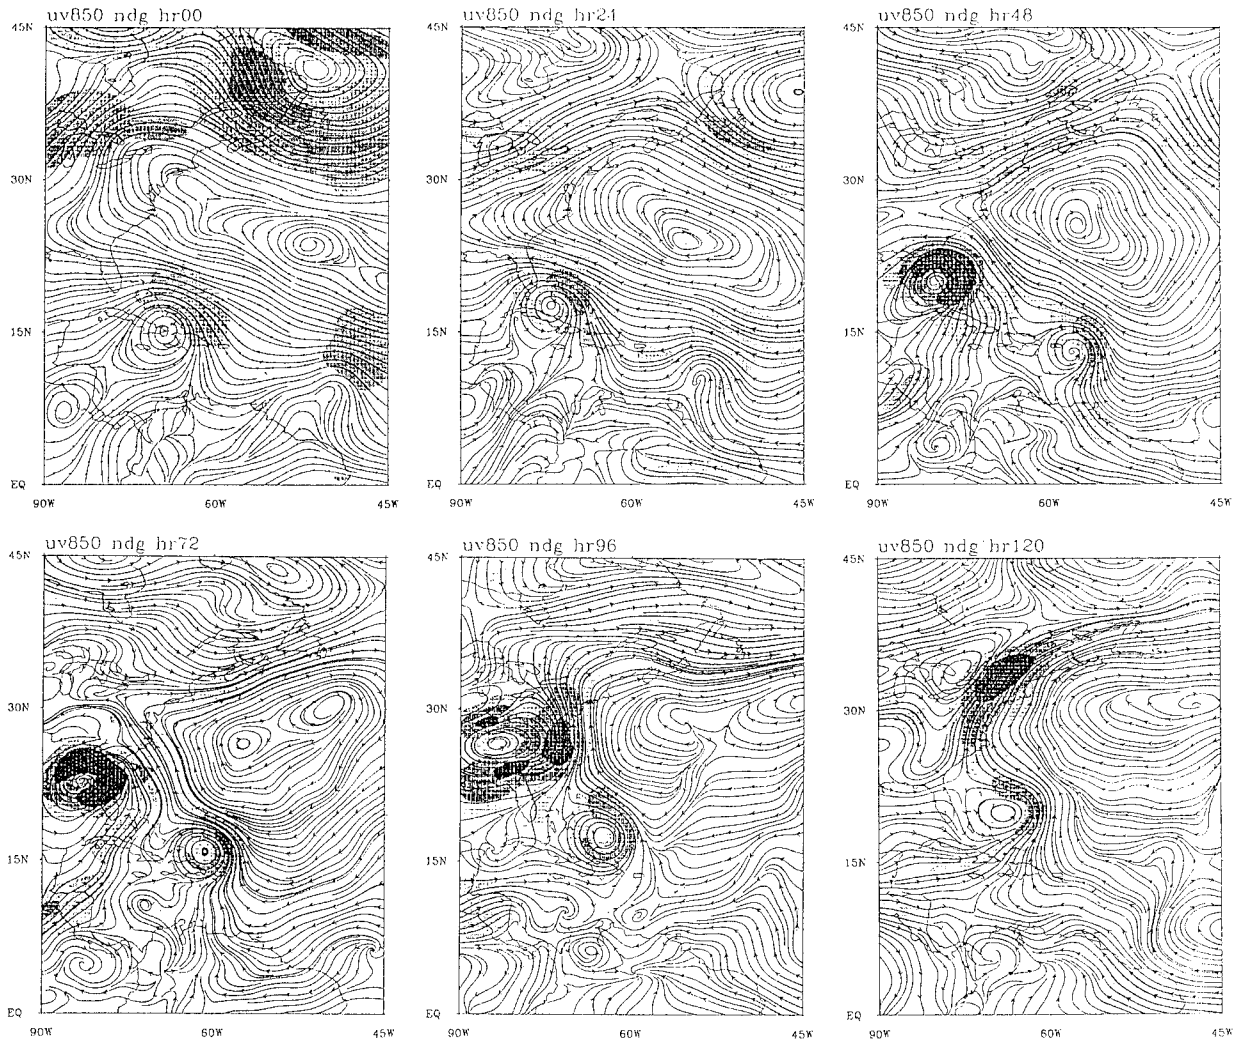 uv850 ndg hr00
45N
30N
15N
EQ
90W 60W 45W
uv850 ndg hr24
45N
30N
15N
EQ
90W 60W 45W
uv850 ndg hr48
45N
30N
15N
EQ
90W 60W 45W
uv850 ndg hr72
45N
30N
15N
EQ
90W 60W 45W
uv850 ndg hr96
45N
30N
15N
EQ
90W 60W 45W
uv850 ndg hr120
45N
30N
15N
EQ
90W 60W 45W